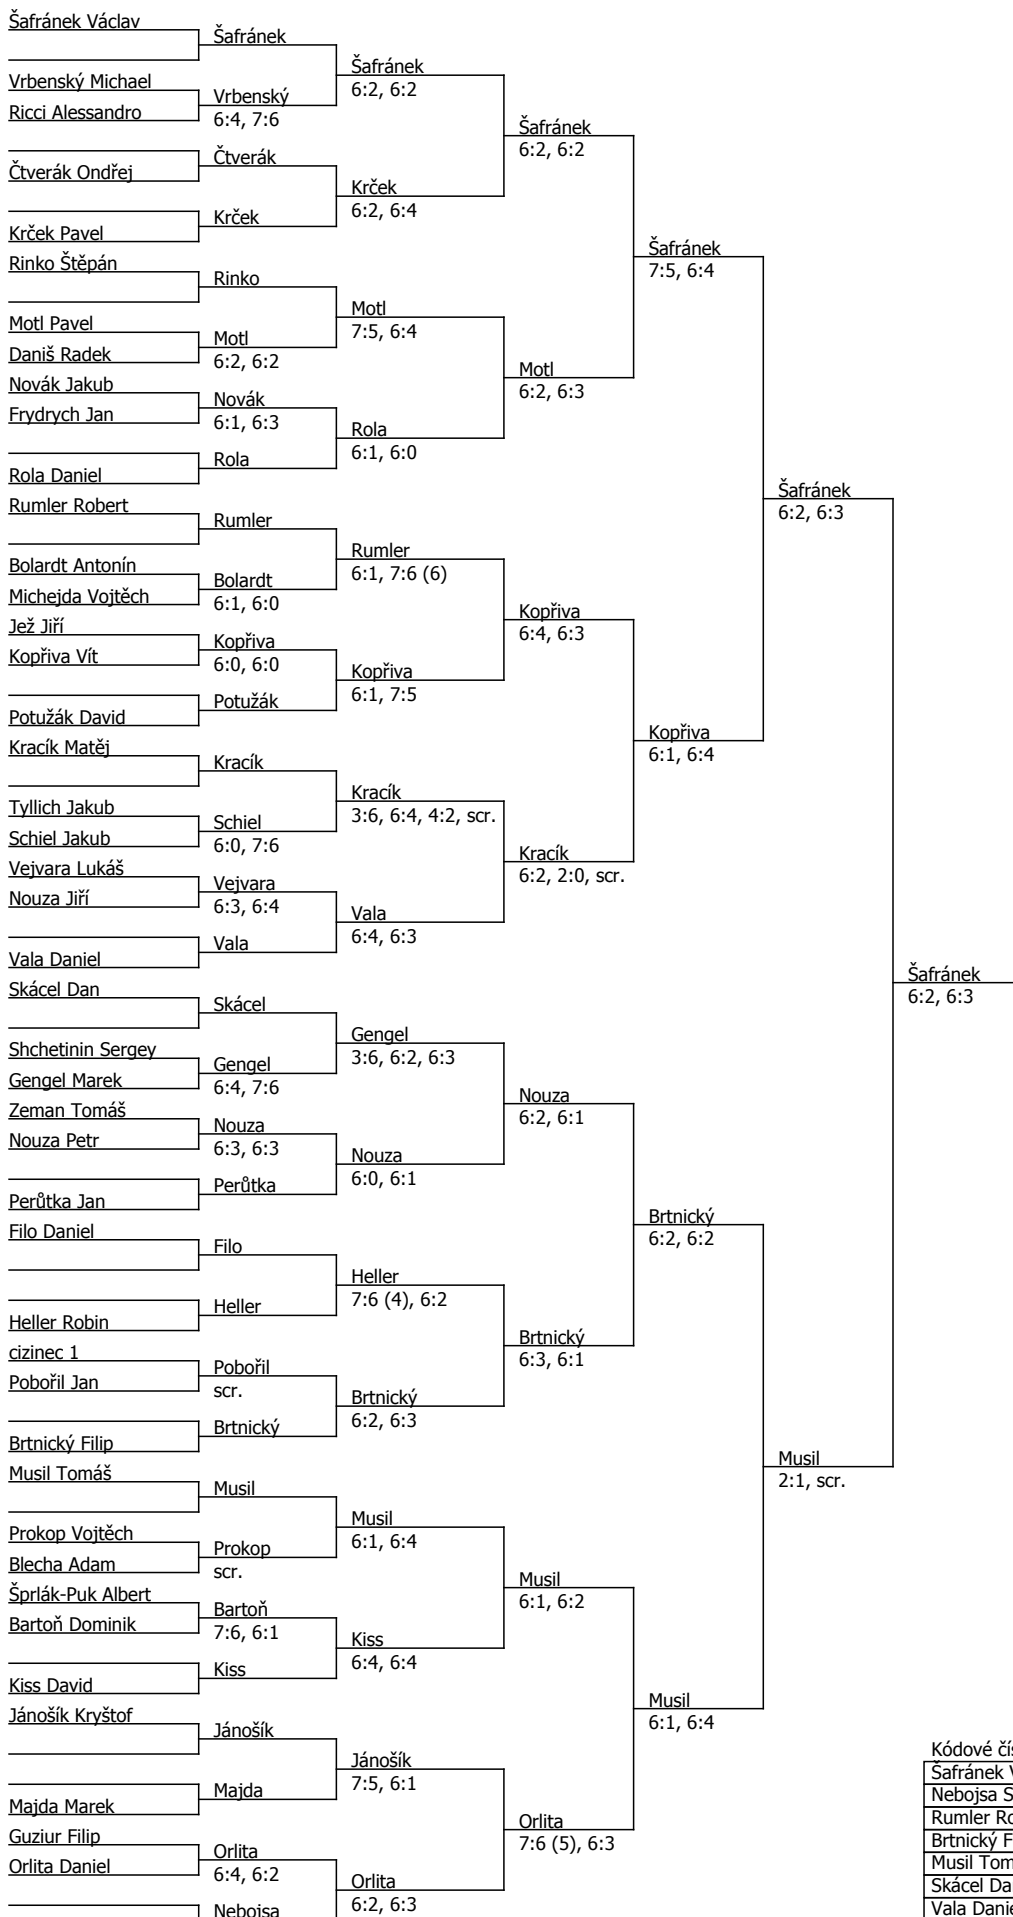 Šafránek Václav
Vrbenský Michael
Ricci Alessandro
Čtverák Ondřej
Krček Pavel
Rinko Štěpán
Motl Pavel
Daniš Radek
Novák Jakub
Frydrych Jan
Rola Daniel
Rumler Robert
Bolardt Antonín
Michejda Vojtěch
Jež Jiří
Kopřiva Vít
Potužák David
Kracík Matěj
Tyllich Jakub
Schiel Jakub
Vejvara Lukáš
Nouza Jiří
Vala Daniel
Skácel Dan
Shchetinin Sergey
Gengel Marek
Zeman Tomáš
Nouza Petr
Perůtka Jan
Filo Daniel
Heller Robin
cizinec 1
Pobořil Jan
Brtnický Filip
Musil Tomáš
Prokop Vojtěch
Blecha Adam
Šprlák-Puk Albert
Bartoň Dominik
Kiss David
Jánošík Kryštof
Majda Marek
Guziur Filip
Orlita Daniel
Šafránek
Vrbenský
6:4, 7:6
Čtverák
Krček
Rinko
Motl
6:2, 6:2
Novák
6:1, 6:3
Rola
Rumler
Bolardt
6:1, 6:0
Kopřiva
6:0, 6:0
Potužák
Kracík
Schiel
6:0, 7:6
Vejvara
6:3, 6:4
Vala
Skácel
Gengel
6:4, 7:6
Nouza
6:3, 6:3
Perůtka
Filo
Heller
Pobořil
scr.
Brtnický
Musil
Prokop
scr.
Bartoň
7:6, 6:1
Kiss
Jánošík
Majda
Orlita
6:4, 6:2
Nebojsa
Šafránek
6:2, 6:2
Krček
6:2, 6:4
Motl
7:5, 6:4
Rola
6:1, 6:0
Rumler
6:1, 7:6 (6)
Kopřiva
6:1, 7:5
Kracík
3:6, 6:4, 4:2, scr.
Vala
6:4, 6:3
Gengel
3:6, 6:2, 6:3
Nouza
6:0, 6:1
Heller
7:6 (4), 6:2
Brtnický
6:2, 6:3
Musil
6:1, 6:4
Kiss
6:4, 6:4
Jánošík
7:5, 6:1
Orlita
6:2, 6:3
Šafránek
6:2, 6:2
Motl
6:2, 6:3
Kopřiva
6:4, 6:3
Kracík
6:2, 2:0, scr.
Nouza
6:2, 6:1
Brtnický
6:3, 6:1
Musil
6:1, 6:2
Orlita
7:6 (5), 6:3
Šafránek
7:5, 6:4
Kopřiva
6:1, 6:4
Brtnický
6:2, 6:2
Musil
6:1, 6:4
Šafránek
6:2, 6:3
Musil
2:1, scr.
Šafránek
6:2, 6:3
Kódové čís
Šafránek V
Nebojsa S
Rumler Ro
Brtnický F
Musil Tom
Skácel Da
Vala Danie